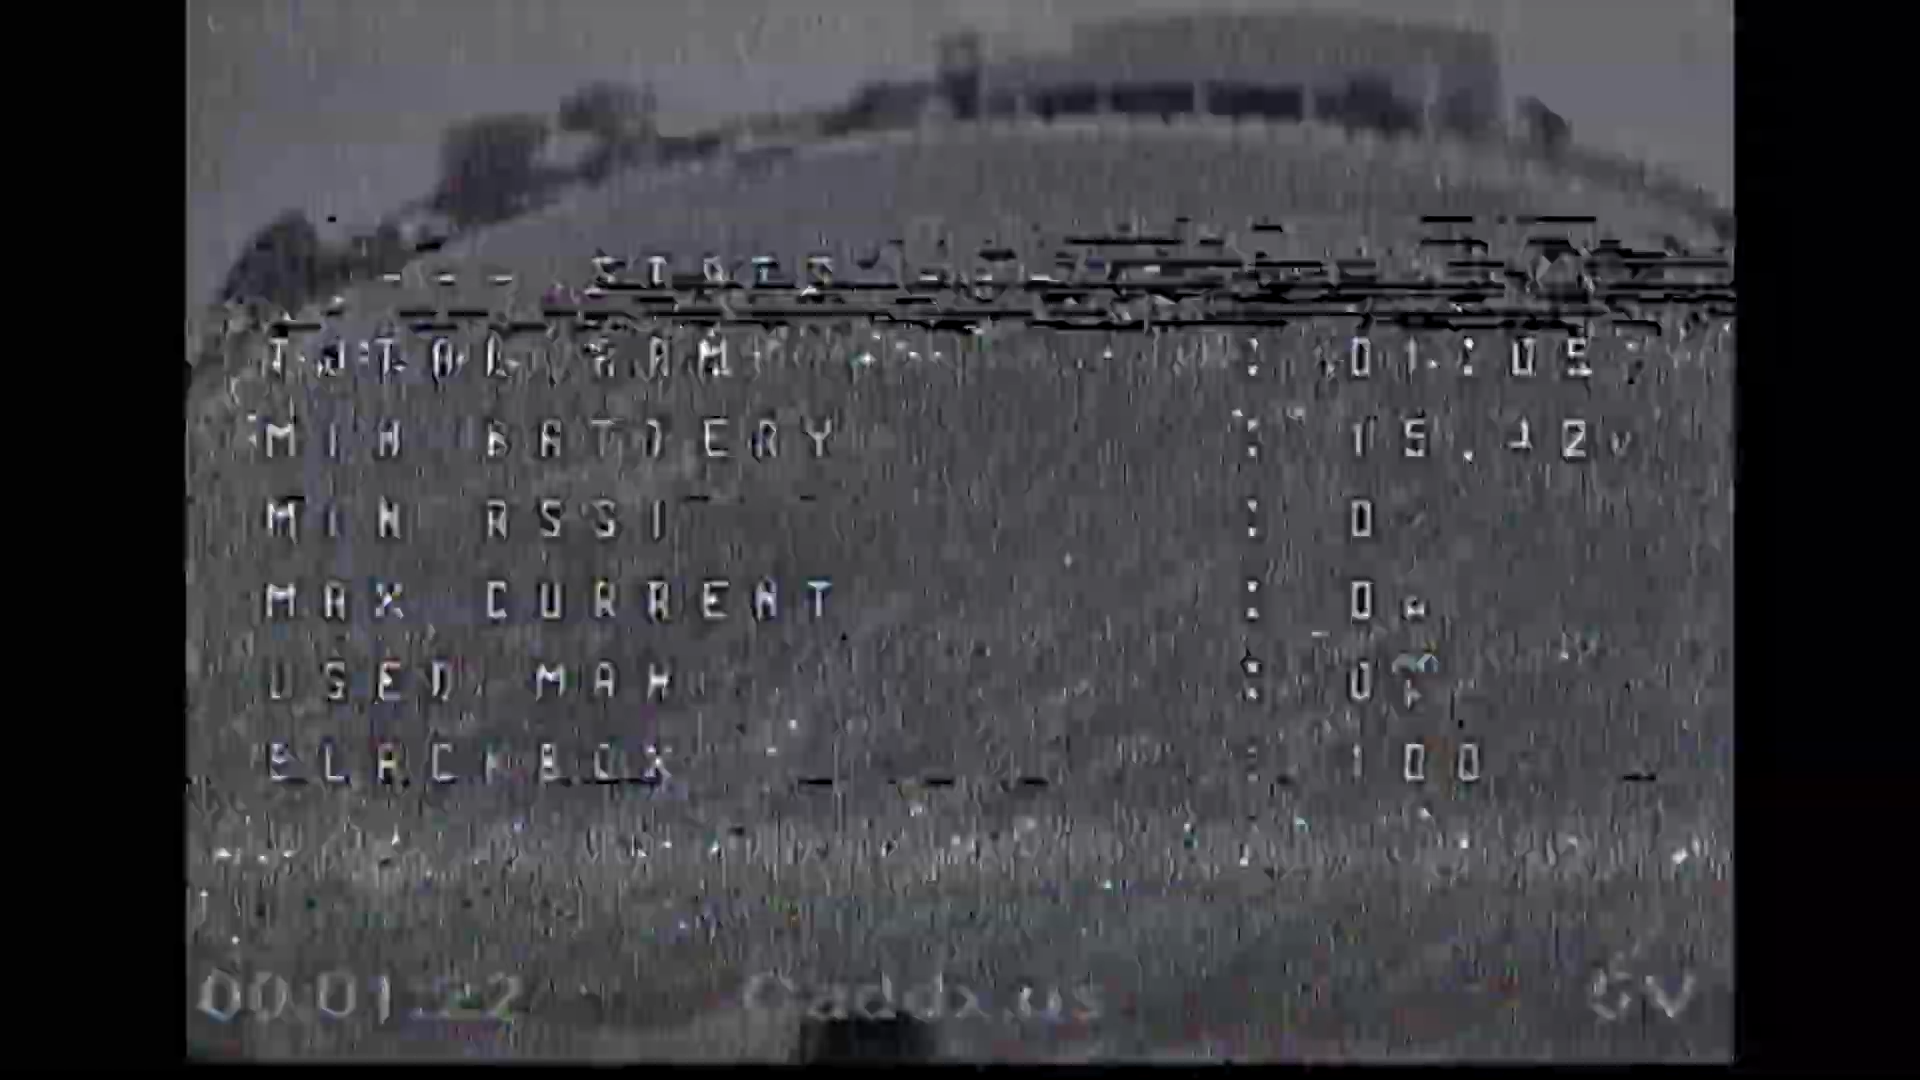 --- STATS ---
TOTAL ARM : 01:05
MIN BATTERY : 15.42V
MIN RSSI : 0%
MAX CURRENT : 0A
USED MAH : 0
BLACKBOX : 100
00:01:22 Caddx.us 5V